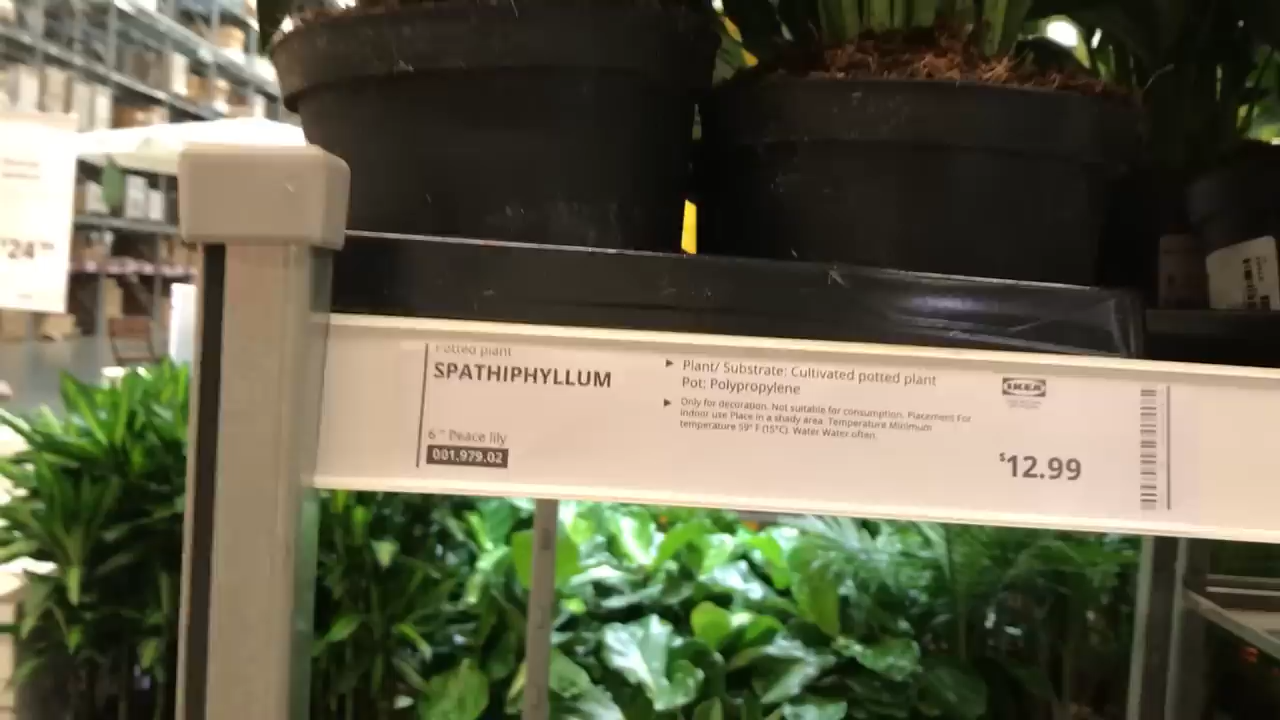 $24
Potted plant
SPATHIPHYLLUM
6" Peace lily
001.979.02
▶ Plant/ Substrate: Cultivated potted plant
Pot: Polypropylene
▶ Only for decoration. Not suitable for consumption. Placement For
indoor use Place in a shady area. Temperature Minimum
temperature 59° F (15°C). Water Water often.
IKEA
$12.99